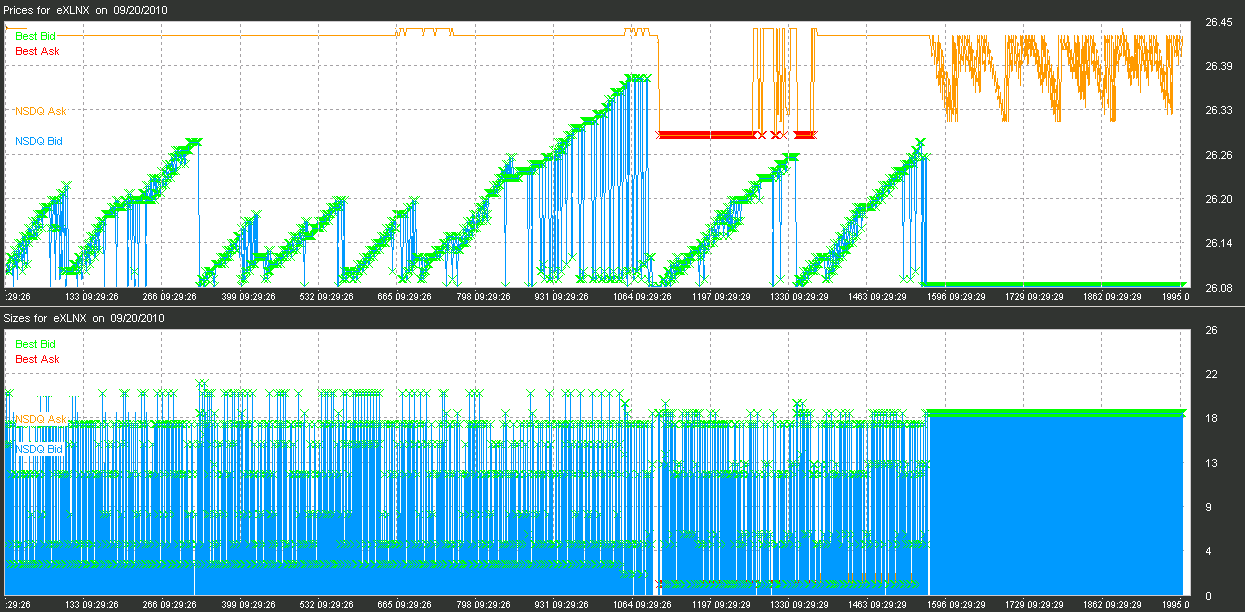 Prices for eXLNX on 09/20/2010
26.45
Best Bid
Best Ask
26.39
NSDQ Ask
26.33
NSDQ Bid
26.26
26.20
26.14
26.08
:29:26 133 09:29:26 266 09:29:26 399 09:29:26 532 09:29:26 665 09:29:26 798 09:29:26 931 09:29:26 1064 09:29:26 1197 09:29:29 1330 09:29:29 1463 09:29:29 1596 09:29:29 1729 09:29:29 1862 09:29:29 1995 0
Sizes for eXLNX on 09/20/2010
26
Best Bid
Best Ask
22
NSDQ Ask
18
NSDQ Bid
13
9
4
0
:29:26 133 09:29:26 266 09:29:26 399 09:29:26 532 09:29:26 665 09:29:26 798 09:29:26 931 09:29:26 1064 09:29:26 1197 09:29:29 1330 09:29:29 1463 09:29:29 1596 09:29:29 1729 09:29:29 1862 09:29:29 1995 0